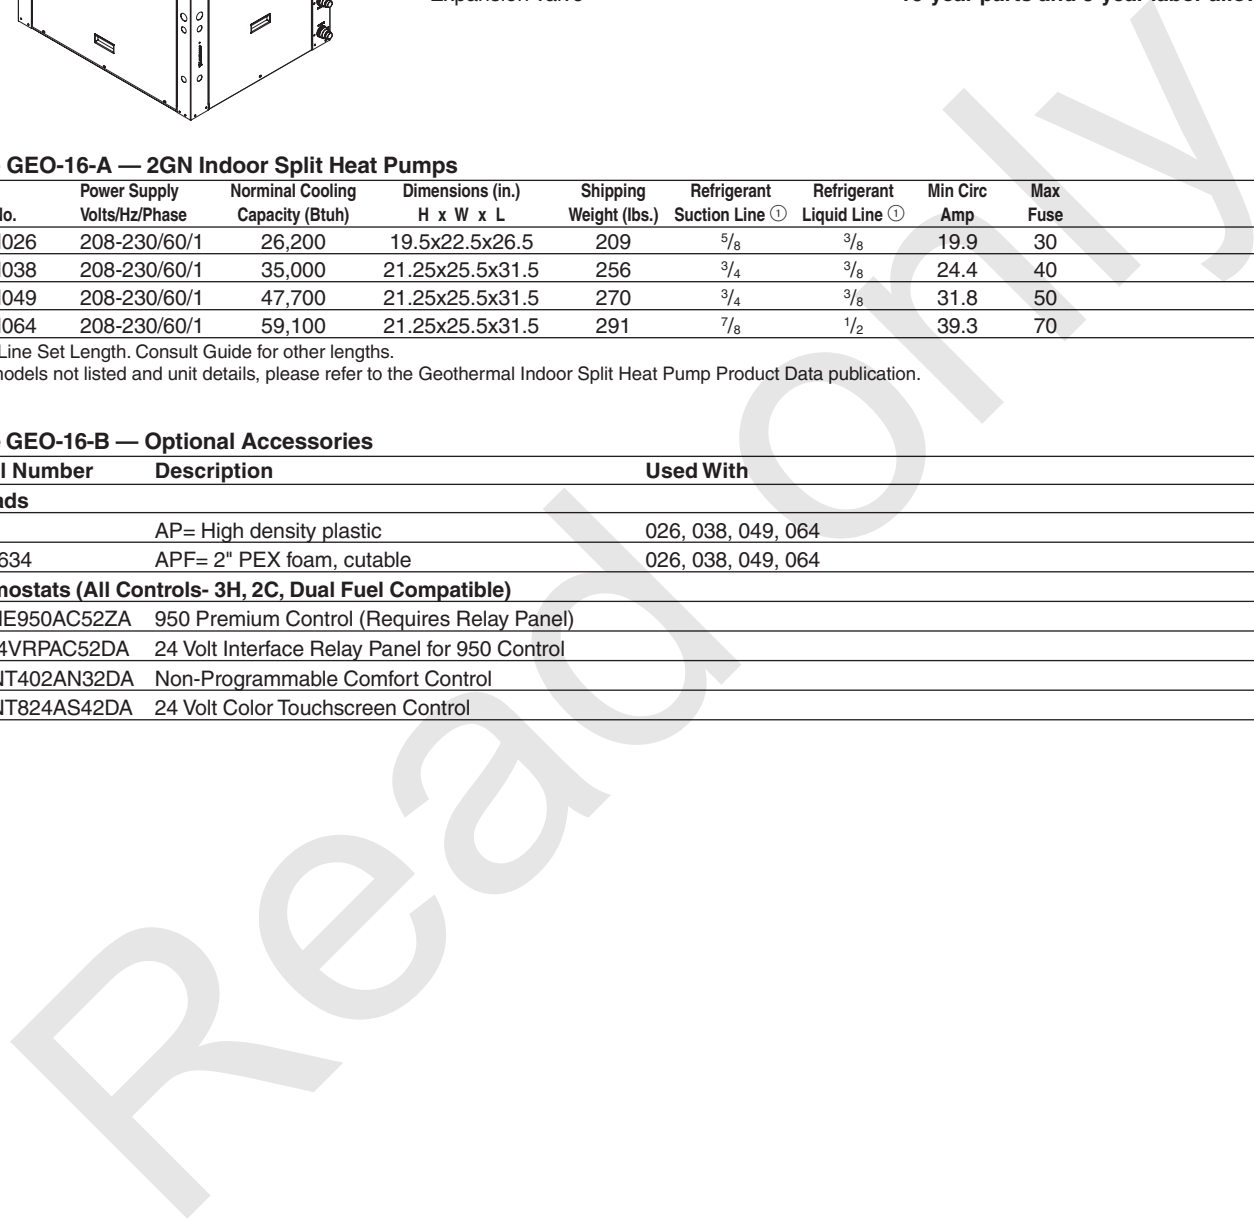 Expansion Valve
GEO-16-A — 2GN Indoor Split Heat Pumps
Power Supply Norminal Cooling Dimensions (in.) Shipping Refrigerant Refrigerant Min Circ Max
No. Volts/Hz/Phase Capacity (Btuh) H x W x L Weight (lbs.) Suction Line ① Liquid Line ① Amp Fuse
026 208-230/60/1 26,200 19.5x22.5x26.5 209 5/8 3/8 19.9 30
038 208-230/60/1 35,000 21.25x25.5x31.5 256 3/4 3/8 24.4 40
049 208-230/60/1 47,700 21.25x25.5x31.5 270 3/4 3/8 31.8 50
064 208-230/60/1 59,100 21.25x25.5x31.5 291 7/8 1/2 39.3 70
Line Set Length. Consult Guide for other lengths.
models not listed and unit details, please refer to the Geothermal Indoor Split Heat Pump Product Data publication.
GEO-16-B — Optional Accessories
l Number Description Used With
ads
AP= High density plastic 026, 038, 049, 064
634 APF= 2" PEX foam, cutable 026, 038, 049, 064
mostats (All Controls- 3H, 2C, Dual Fuel Compatible)
E950AC52ZA 950 Premium Control (Requires Relay Panel)
4VRPAC52DA 24 Volt Interface Relay Panel for 950 Control
NT402AN32DA Non-Programmable Comfort Control
NT824AS42DA 24 Volt Color Touchscreen Control
Read only